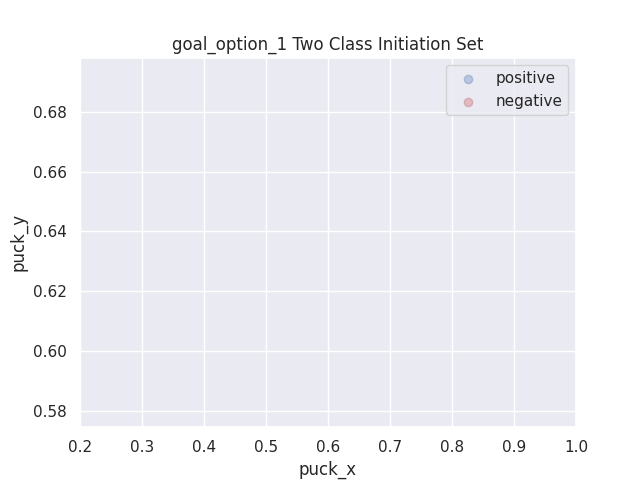 goal_option_1 Two Class Initiation Set
positive
negative
0.68
0.66
0.64
0.62
0.60
0.58
puck_y
0.2 0.3 0.4 0.5 0.6 0.7 0.8 0.9 1.0
puck_x